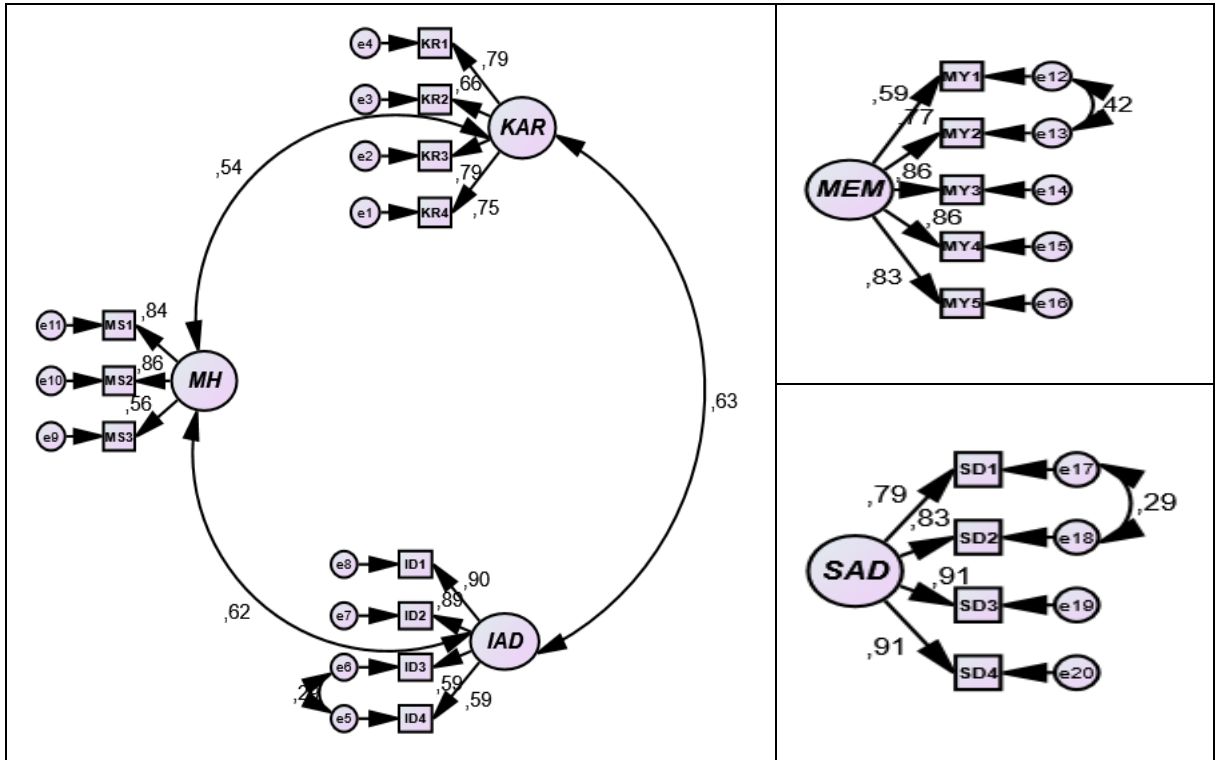 e4 KR1 ,79
e3 KR2 ,66
KAR
e2 KR3 ,79
e1 KR4 ,75
,54
,63
e11 MS1 ,84
e10 MS2 ,86
MH
e9 MS3 ,56
,62
e8 ID1 ,90
e7 ID2 ,89
IAD
e6 ID3 ,59
e5 ID4 ,59
MEM
,59 MY1 e12
,77 MY2 e13
,42
,86 MY3 e14
,86 MY4 e15
,83 MY5 e16
SAD
,79 SD1 e17
,83 SD2 e18
,29
,91 SD3 e19
,91 SD4 e20